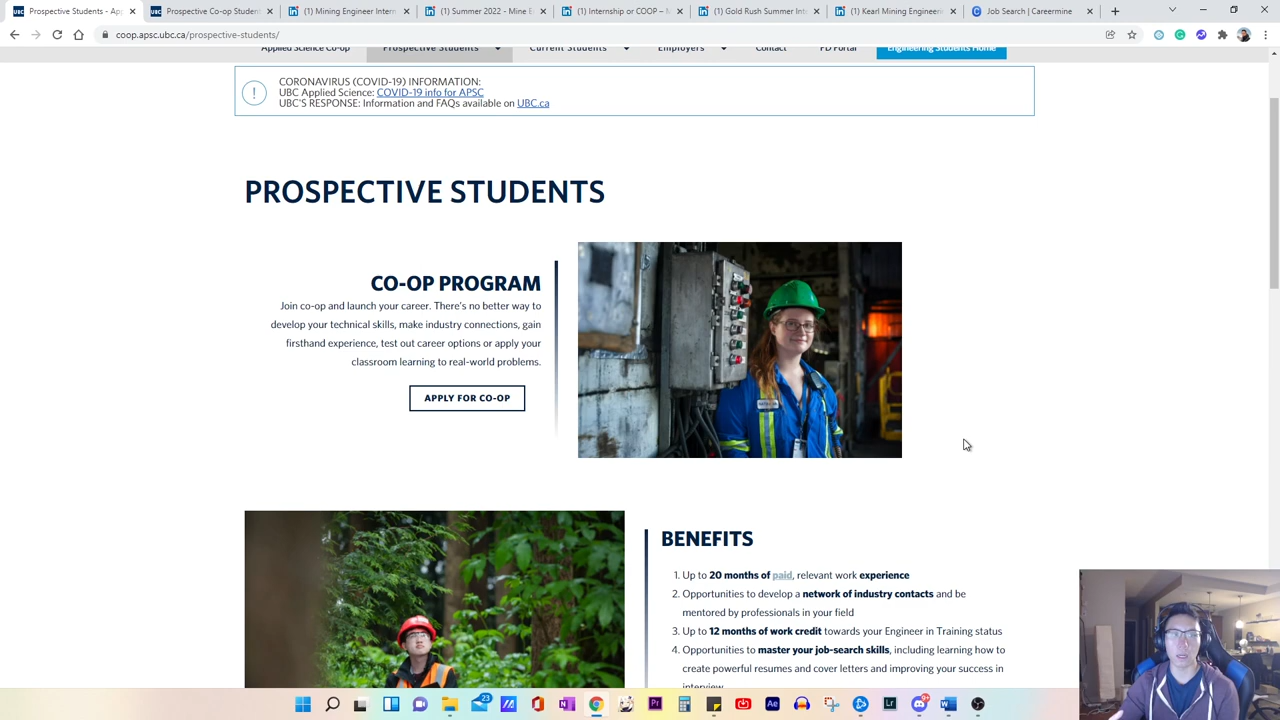 Prospective Students - Ap
Prospective Co-op Student
(1) Mining Engineer Intern
(1) Summer 2022 - Mine E
(1) Internship or COOP – M
(1) Gold Rush Summer Inte
(1) Kearl Mining Engineeri
Job Search | Careermine
coop.apsc.ubc.ca/prospective-students/
Applied Science Co-op
Prospective Students
Current Students
Employers
Contact
PD Portal
Engineering Students Home
CORONAVIRUS (COVID-19) INFORMATION:
UBC Applied Science: COVID-19 info for APSC
UBC'S RESPONSE: Information and FAQs available on UBC.ca
PROSPECTIVE STUDENTS
CO-OP PROGRAM
Join co-op and launch your career. There's no better way to
develop your technical skills, make industry connections, gain
firsthand experience, test out career options or apply your
classroom learning to real-world problems.
APPLY FOR CO-OP
BENEFITS
1. Up to 20 months of paid, relevant work experience
2. Opportunities to develop a network of industry contacts and be
mentored by professionals in your field
3. Up to 12 months of work credit towards your Engineer in Training status
4. Opportunities to master your job-search skills, including learning how to
create powerful resumes and cover letters and improving your success in
interview
23
Pr
Ae
Lr
9+